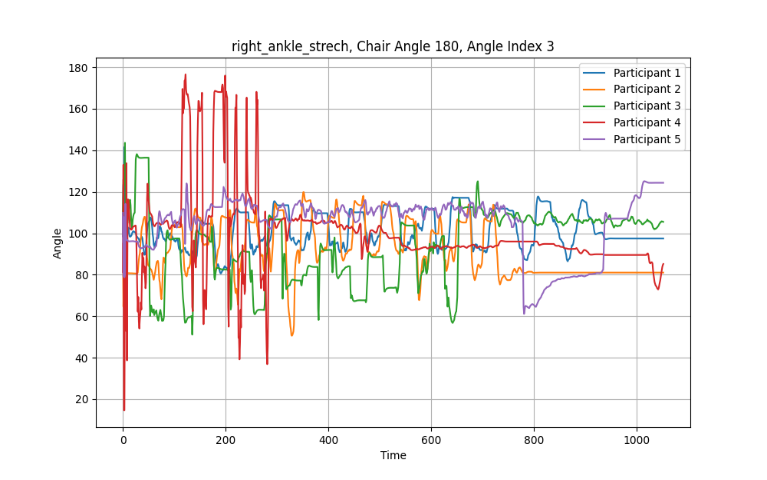 right_ankle_strech, Chair Angle 180, Angle Index 3
180
160
140
120
100
80
60
40
20
Angle
0
200
400
600
800
1000
Time
Participant 1
Participant 2
Participant 3
Participant 4
Participant 5